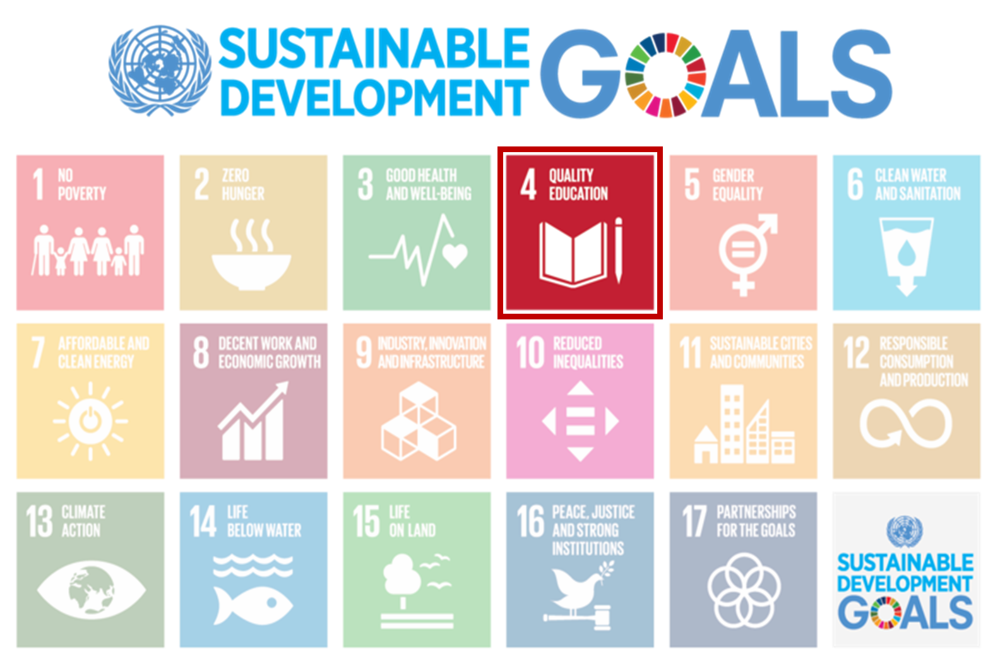 SUSTAINABLE
DEVELOPMENT
GOALS
1 NO
POVERTY
2 ZERO
HUNGER
3 GOOD HEALTH
AND WELL-BEING
4 QUALITY
EDUCATION
5 GENDER
EQUALITY
6 CLEAN WATER
AND SANITATION
7 AFFORDABLE AND
CLEAN ENERGY
8 DECENT WORK AND
ECONOMIC GROWTH
9 INDUSTRY, INNOVATION
AND INFRASTRUCTURE
10 REDUCED
INEQUALITIES
11 SUSTAINABLE CITIES
AND COMMUNITIES
12 RESPONSIBLE
CONSUMPTION
AND PRODUCTION
13 CLIMATE
ACTION
14 LIFE
BELOW WATER
15 LIFE
ON LAND
16 PEACE, JUSTICE
AND STRONG
INSTITUTIONS
17 PARTNERSHIPS
FOR THE GOALS
SUSTAINABLE
DEVELOPMENT
GOALS